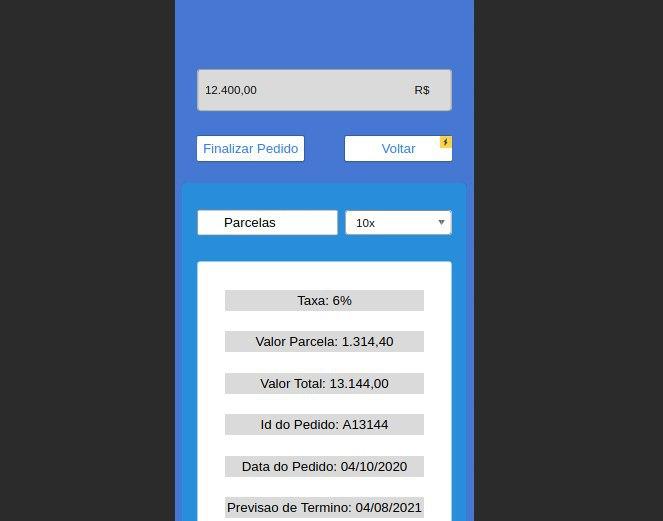 12.400,00 R$
Finalizar Pedido Voltar
Parcelas 10x
Taxa: 6%
Valor Parcela: 1.314,40
Valor Total: 13.144,00
Id do Pedido: A13144
Data do Pedido: 04/10/2020
Previsao de Termino: 04/08/2021